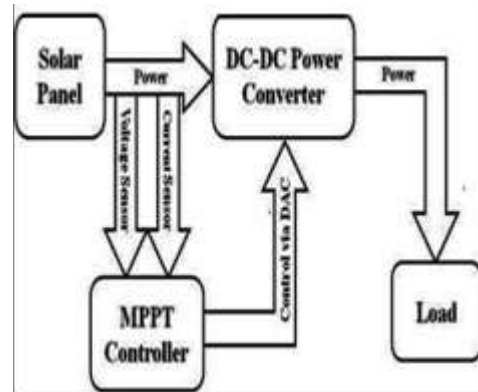 Solar
Panel
Power
DC-DC Power
Converter
Power
Voltage Sensor
Current Sensor
Control via DAC
MPPT
Controller
Load